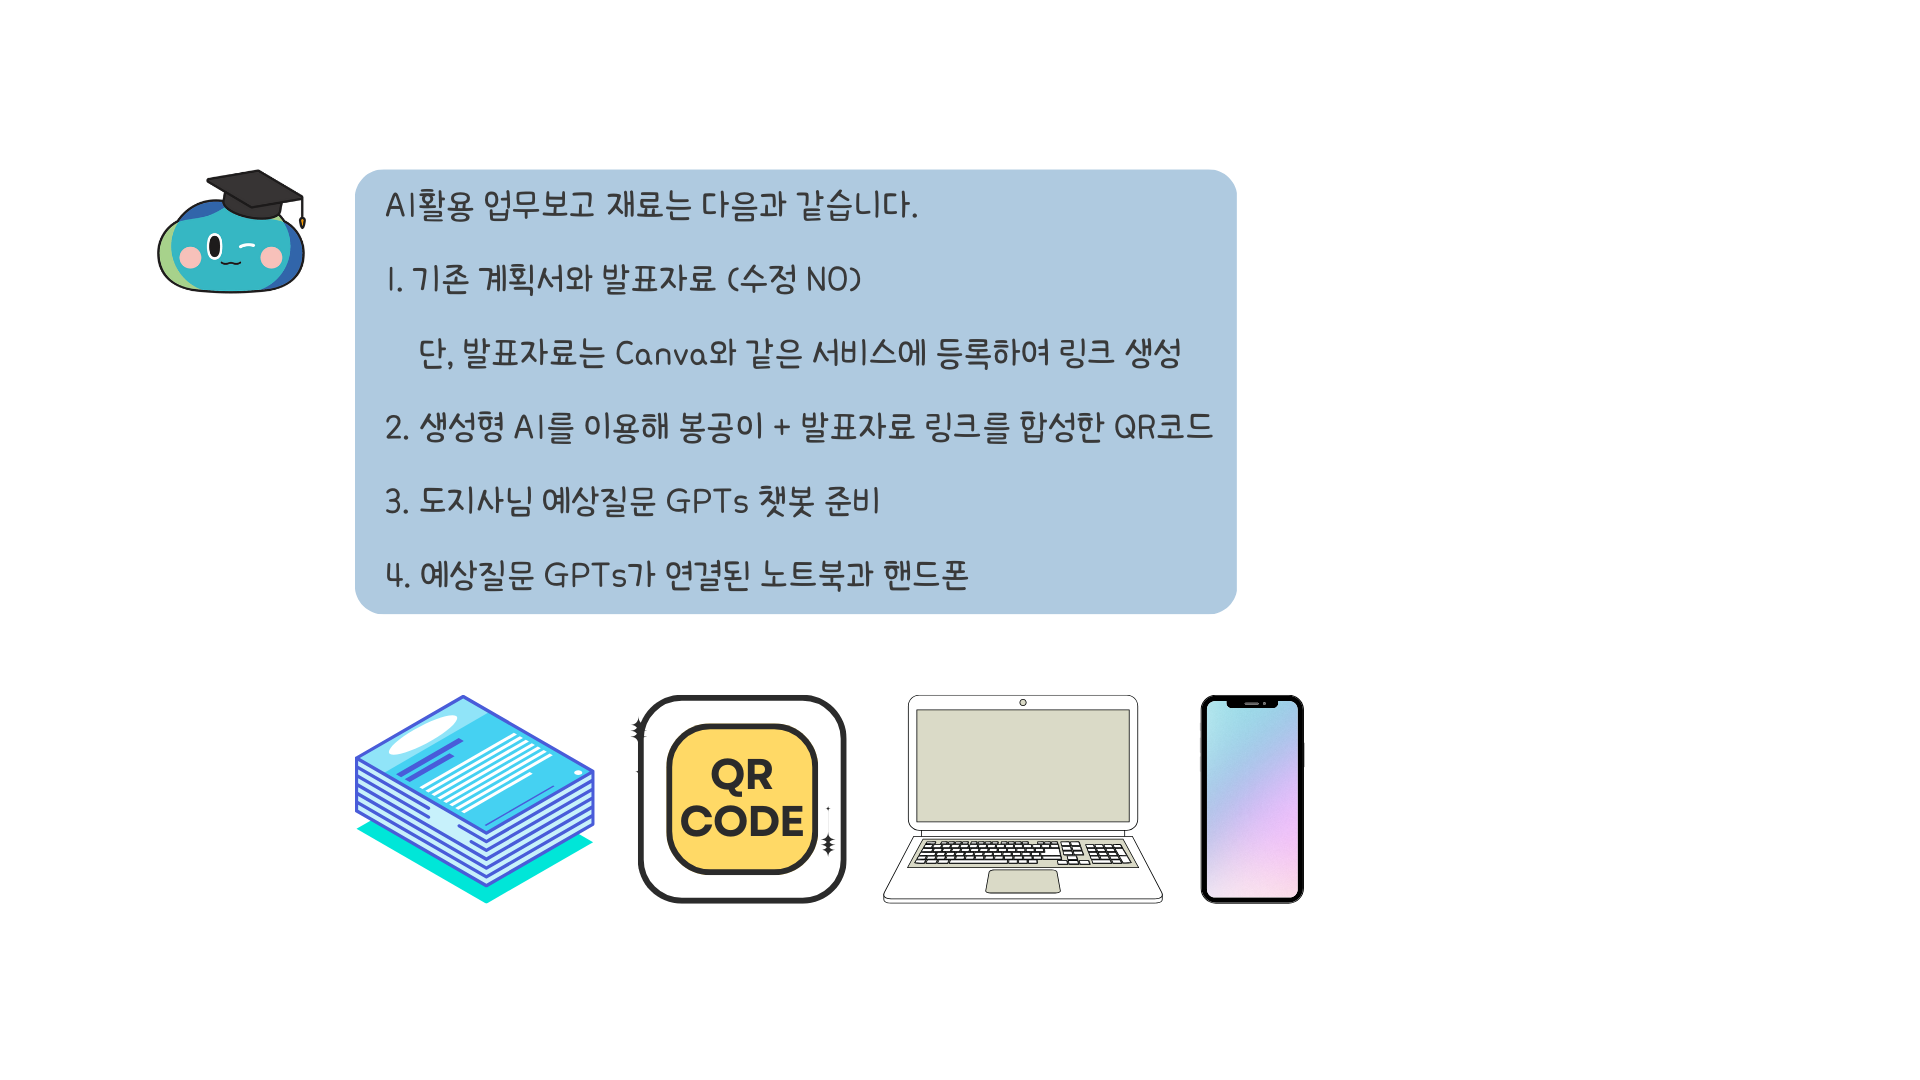 AI활용 업무보고 재료는 다음과 같습니다.
1. 기존 계획서와 발표자료 (수정 NO)
단, 발표자료는 Canva와 같은 서비스에 등록하여 링크 생성
2. 생성형 AI를 이용해 봉공이 + 발표자료 링크를 합성한 QR코드
3. 도지사님 예상질문 GPTs 챗봇 준비
4. 예상질문 GPTs가 연결된 노트북과 핸드폰
QR
CODE